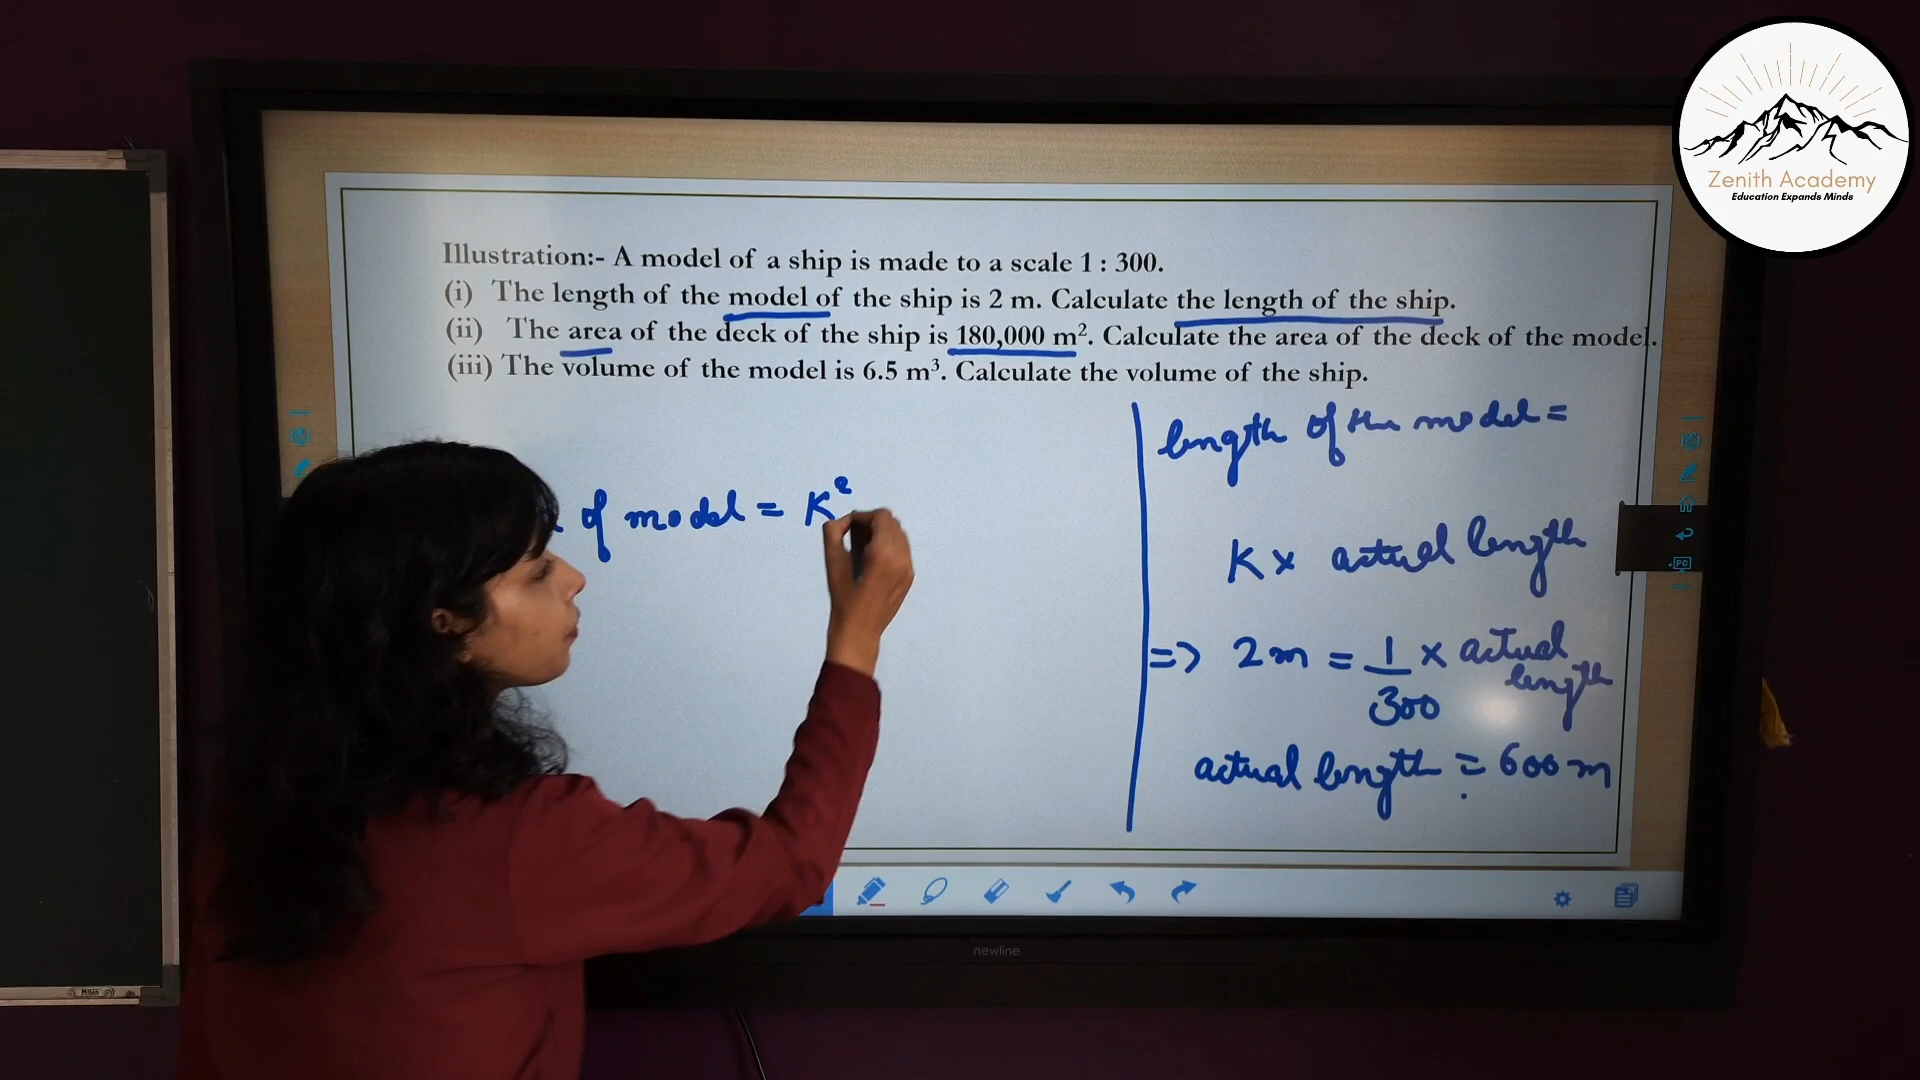 Zenith Academy
Education Expands Minds
Illustration:- A model of a ship is made to a scale 1 : 300.
(i) The length of the model of the ship is 2 m. Calculate the length of the ship.
(ii) The area of the deck of the ship is 180,000 m². Calculate the area of the deck of the model.
(iii) The volume of the model is 6.5 m³. Calculate the volume of the ship.
of model = K²
length of the model =
K × actual length
=> 2m = 1/300 × actual length
actual length = 600 m
newline
Milan
PC